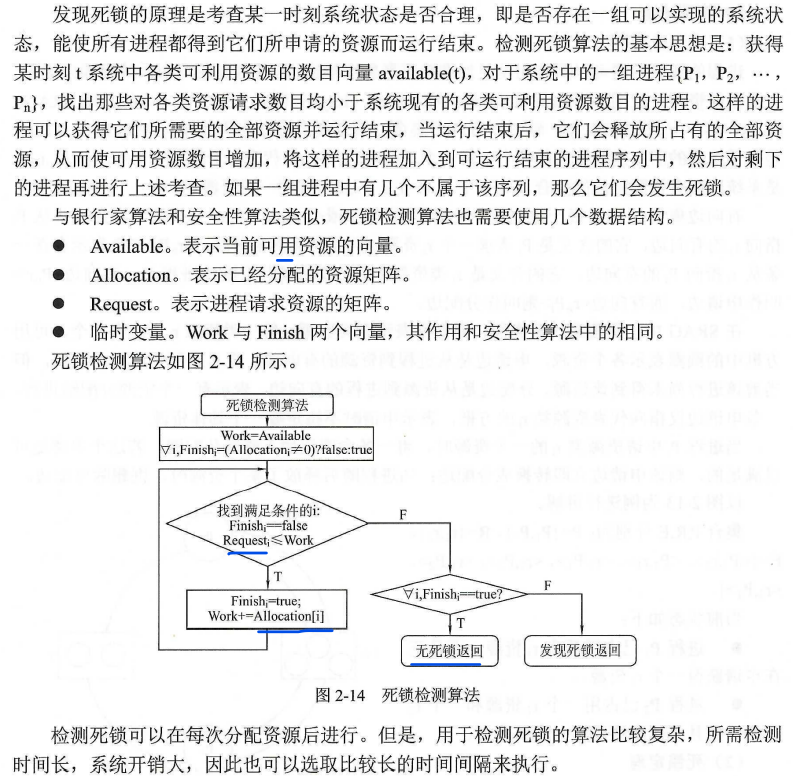 发现死锁的原理是考查某一时刻系统状态是否合理，即是否存在一组可以实现的系统状
态，能使所有进程都得到它们所申请的资源而运行结束。检测死锁算法的基本思想是：获得
某时刻 t 系统中各类可利用资源的数目向量 available(t)，对于系统中的一组进程{P₁，P₂，…，
Pₙ}，找出那些对各类资源请求数目均小于系统现有的各类可利用资源数目的进程。这样的进
程可以获得它们所需要的全部资源并运行结束，当运行结束后，它们会释放所占有的全部资
源，从而使可用资源数目增加，将这样的进程加入到可运行结束的进程序列中，然后对剩下
的进程再进行上述考查。如果一组进程中有几个不属于该序列，那么它们会发生死锁。
与银行家算法和安全性算法类似，死锁检测算法也需要使用几个数据结构。
● Available。表示当前可用资源的向量。
● Allocation。表示已经分配的资源矩阵。
● Request。表示进程请求资源的矩阵。
● 临时变量。Work 与 Finish 两个向量，其作用和安全性算法中的相同。
死锁检测算法如图 2-14 所示。
死锁检测算法
Work=Available
∀i,Finishᵢ=(Allocationᵢ≠0)?false:true
找到满足条件的i:
Finishᵢ==false
Requestᵢ≤Work
F
T
Finishᵢ=true;
Work+=Allocation[i]
∀i,Finishᵢ==true?
F
T
无死锁返回
发现死锁返回
图 2-14 死锁检测算法
检测死锁可以在每次分配资源后进行。但是，用于检测死锁的算法比较复杂，所需检测
时间长，系统开销大，因此也可以选取比较长的时间间隔来执行。